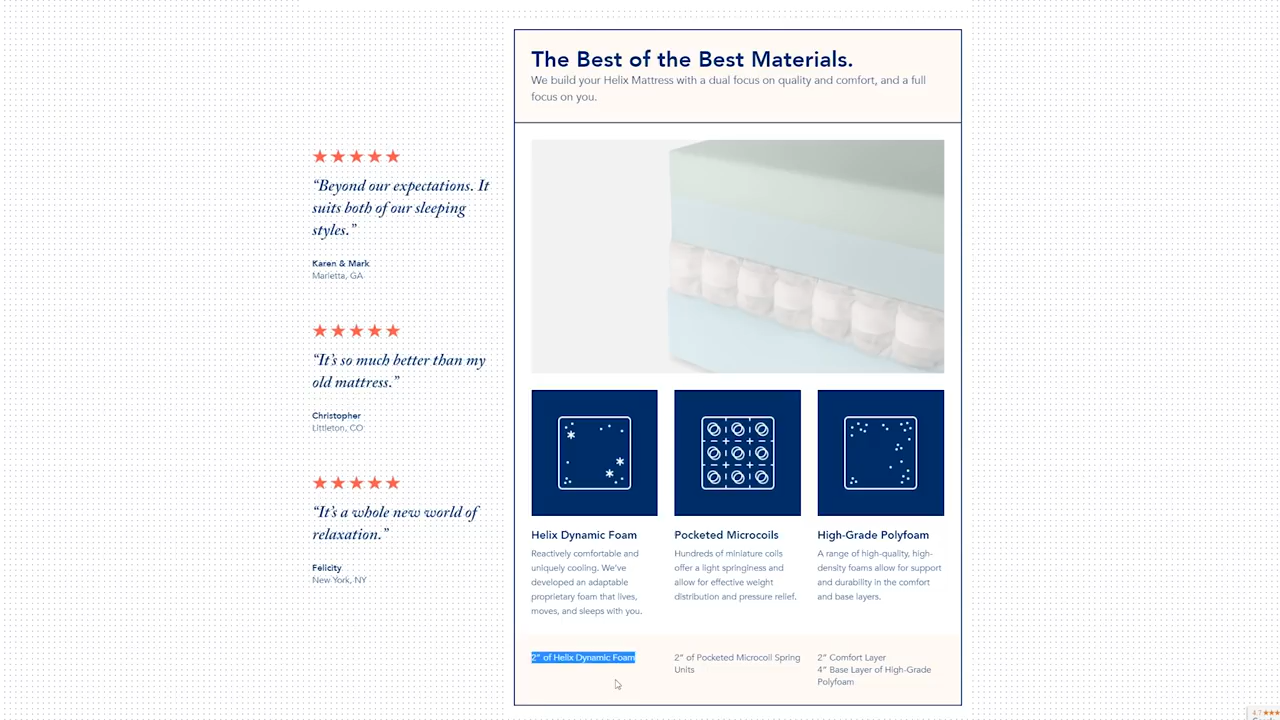 The Best of the Best Materials.
We build your Helix Mattress with a dual focus on quality and comfort, and a full
focus on you.
“Beyond our expectations. It
suits both of our sleeping
styles.”
Karen & Mark
Marietta, GA
“It’s so much better than my
old mattress.”
Christopher
Littleton, CO
“It’s a whole new world of
relaxation.”
Felicity
New York, NY
Helix Dynamic Foam
Reactively comfortable and
uniquely cooling. We’ve
developed an adaptable
proprietary foam that lives,
moves, and sleeps with you.
2” of Helix Dynamic Foam
Pocketed Microcoils
Hundreds of miniature coils
offer a light springiness and
allow for effective weight
distribution and pressure relief.
2” of Pocketed Microcoil Spring
Units
High-Grade Polyfoam
A range of high-quality, high-
density foams allow for support
and durability in the comfort
and base layers.
2” Comfort Layer
4” Base Layer of High-Grade
Polyfoam
4.7